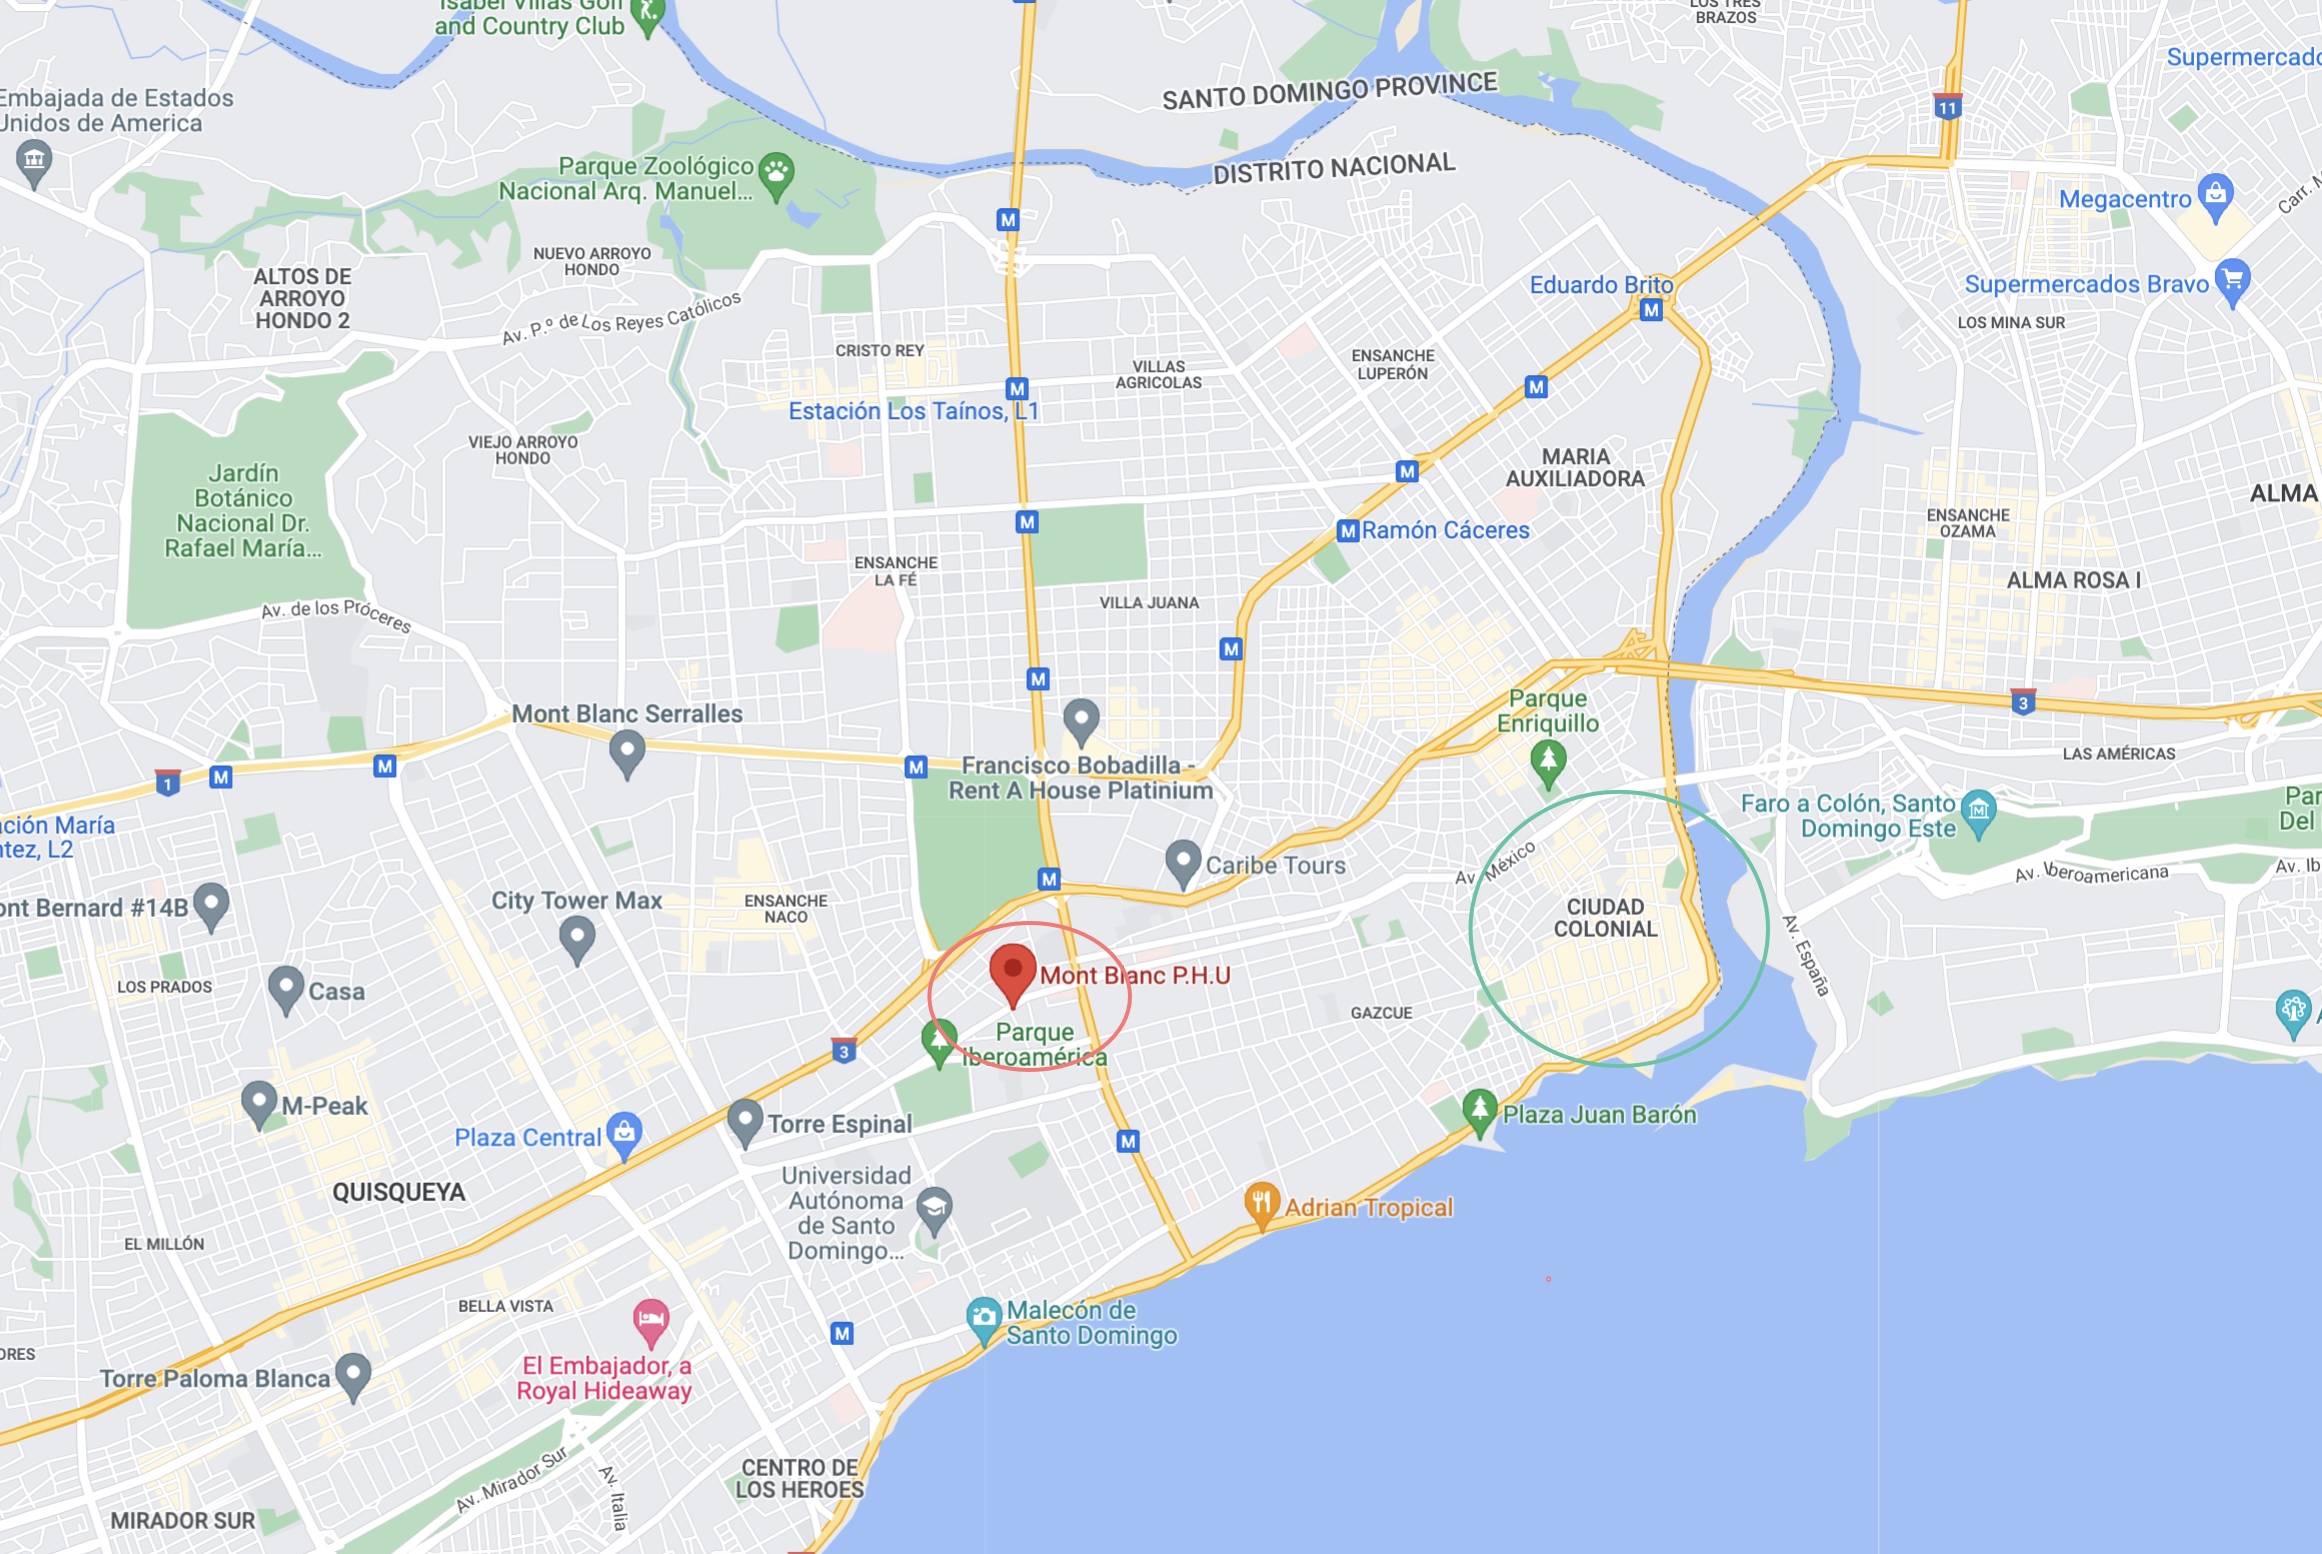 Isabel Villas Golf
and Country Club
LOS TRES
BRAZOS
Supermercado
SANTO DOMINGO PROVINCE
11
Embajada de Estados
Unidos de America
Parque Zoológico
Nacional Arq. Manuel...
DISTRITO NACIONAL
M
Megacentro
Carr.
NUEVO ARROYO
HONDO
ALTOS DE
ARROYO
HONDO 2
Eduardo Brito
M
Supermercados Bravo
Av. P.º de Los Reyes Católicos
LOS MINA SUR
CRISTO REY
VILLAS
AGRICOLAS
ENSANCHE
LUPERÓN
M
M
Estación Los Taínos, L1
VIEJO ARROYO
HONDO
MARIA
AUXILIADORA
M
Jardín
Botánico
Nacional Dr.
Rafael María...
ALMA
M
M
Ramón Cáceres
ENSANCHE
OZAMA
ENSANCHE
LA FÉ
ALMA ROSA I
Av. de los Próceres
VILLA JUANA
M
M
Parque
Enriquillo
3
Mont Blanc Serralles
LAS AMÉRICAS
1
M
M
M
Francisco Bobadilla -
Rent A House Platinium
Faro a Colón, Santo
Domingo Este
Par
Del
ación María
ntez, L2
Caribe Tours
Av. México
Av. Iberoamericana
Av. Ib
M
City Tower Max
ENSANCHE
NACO
ont Bernard #14B
CIUDAD
COLONIAL
Av. España
Mont Blanc P.H.U
LOS PRADOS
Casa
GAZCUE
Parque
Iberoamérica
3
M-Peak
Torre Espinal
Plaza Juan Barón
Plaza Central
M
Universidad
Autónoma
de Santo
Domingo...
QUISQUEYA
Adrian Tropical
EL MILLÓN
BELLA VISTA
Malecón de
Santo Domingo
M
ORES
El Embajador, a
Royal Hideaway
Torre Paloma Blanca
Av. Mirador Sur
Av. Italia
CENTRO DE
LOS HEROES
MIRADOR SUR